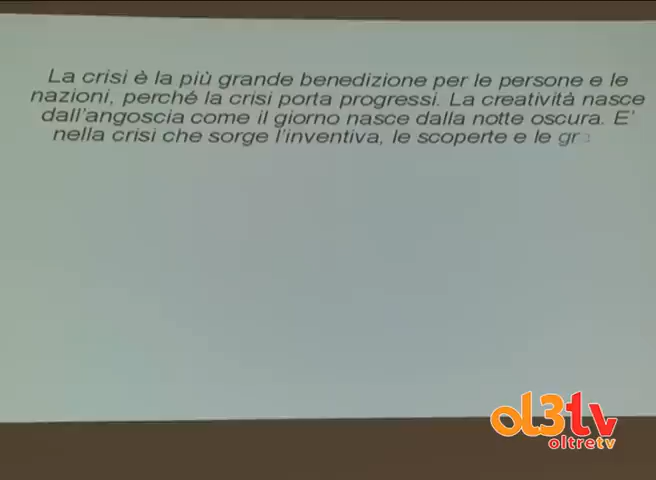 La crisi è la più grande benedizione per le persone e le
nazioni, perché la crisi porta progressi. La creatività nasce
dall'angoscia come il giorno nasce dalla notte oscura. E'
nella crisi che sorge l'inventiva, le scoperte e le
ol3tv
oltretv